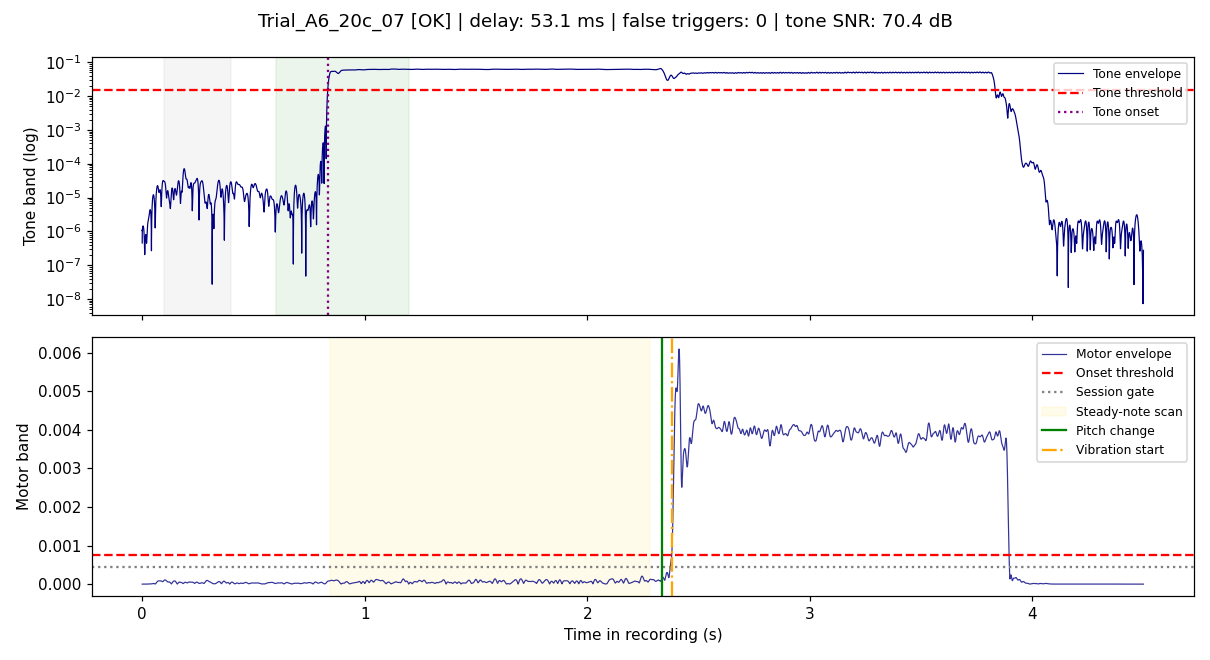 Trial_A6_20c_07 [OK] | delay: 53.1 ms | false triggers: 0 | tone SNR: 70.4 dB
Tone band (log)
10⁻¹
10⁻²
10⁻³
10⁻⁴
10⁻⁵
10⁻⁶
10⁻⁷
10⁻⁸
Tone envelope
Tone threshold
Tone onset
Motor band
0.006
0.005
0.004
0.003
0.002
0.001
0.000
Motor envelope
Onset threshold
Session gate
Steady-note scan
Pitch change
Vibration start
0 1 2 3 4
Time in recording (s)